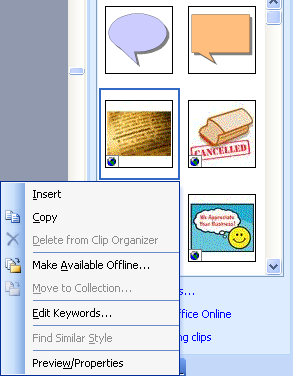 CANCELLED
We Appreciate
Your Business!
Insert
Copy
Delete from Clip Organizer
Make Available Offline...
Move to Collection...
Edit Keywords...
Find Similar Style
Preview/Properties
s...
fice Online
ng clips